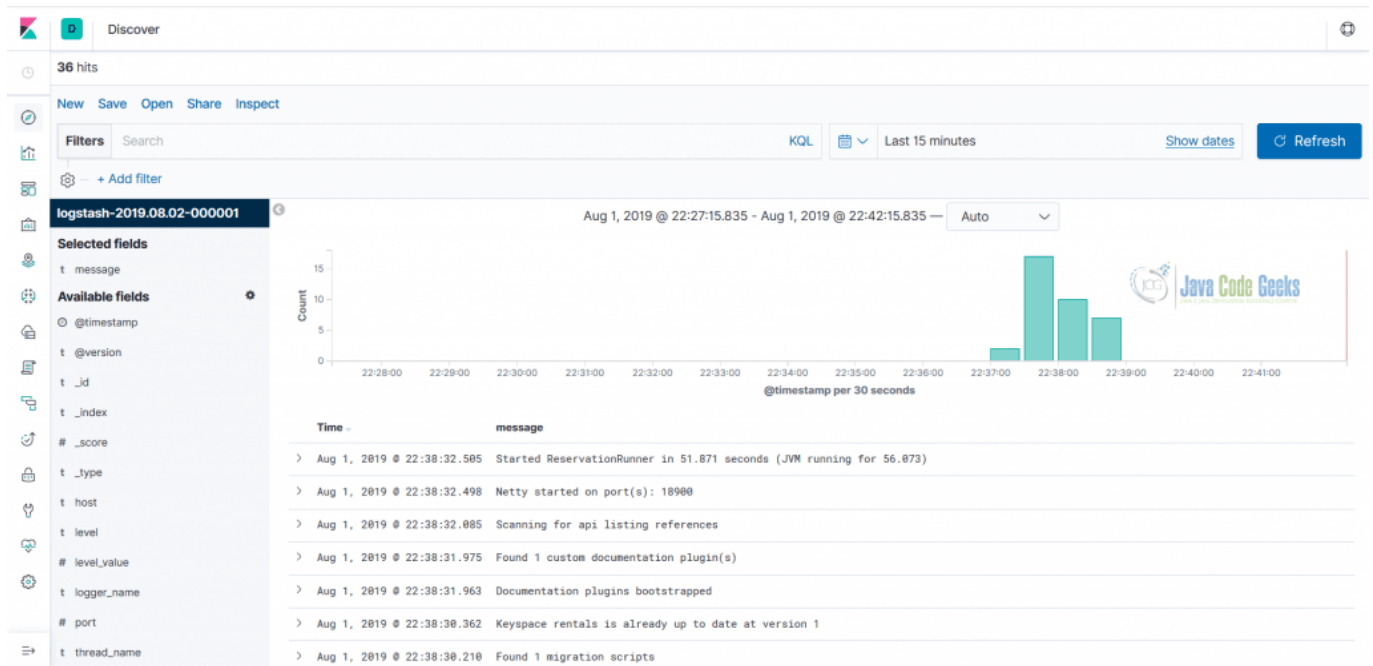 D Discover
36 hits
New Save Open Share Inspect
Filters Search KQL Last 15 minutes Show dates Refresh
+ Add filter
logstash-2019.08.02-000001
Selected fields
t message
Available fields
@timestamp
t @version
t _id
t _index
# _score
t _type
t host
t level
# level_value
t logger_name
# port
t thread_name
Aug 1, 2019 @ 22:27:15.835 - Aug 1, 2019 @ 22:42:15.835 — Auto
Count
15
10
5
0
JCG Java Code Geeks
22:28:00 22:29:00 22:30:00 22:31:00 22:32:00 22:33:00 22:34:00 22:35:00 22:36:00 22:37:00 22:38:00 22:39:00 22:40:00 22:41:00
@timestamp per 30 seconds
Time message
Aug 1, 2019 @ 22:38:32.505 Started ReservationRunner in 51.871 seconds (JVM running for 56.073)
Aug 1, 2019 @ 22:38:32.498 Netty started on port(s): 18900
Aug 1, 2019 @ 22:38:32.085 Scanning for api listing references
Aug 1, 2019 @ 22:38:31.975 Found 1 custom documentation plugin(s)
Aug 1, 2019 @ 22:38:31.963 Documentation plugins bootstrapped
Aug 1, 2019 @ 22:38:30.362 Keyspace rentals is already up to date at version 1
Aug 1, 2019 @ 22:38:30.210 Found 1 migration scripts